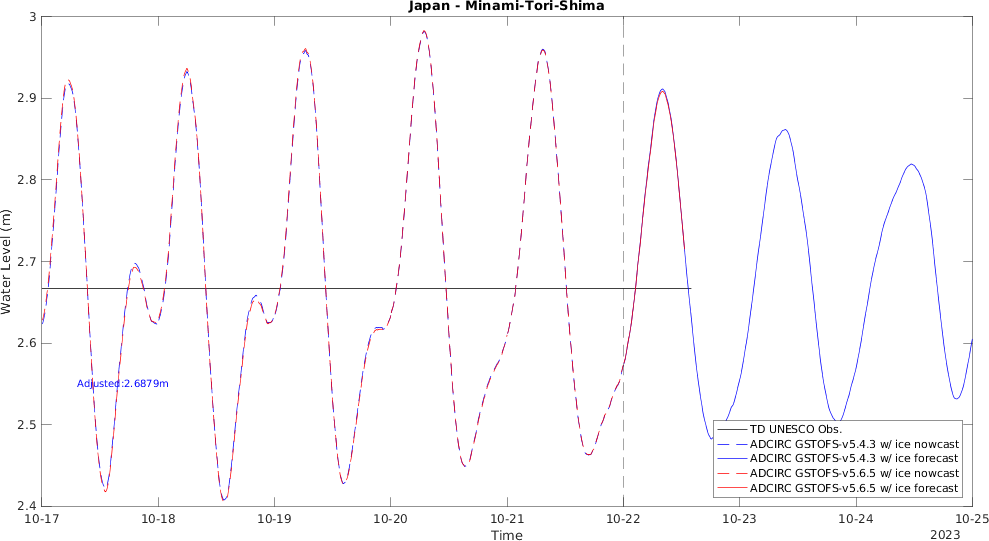 Japan - Minami-Tori-Shima
3
2.9
2.8
2.7
2.6
2.5
2.4
Water Level (m)
Adjusted:2.6879m
TD UNESCO Obs.
ADCIRC GSTOFS-v5.4.3 w/ ice nowcast
ADCIRC GSTOFS-v5.4.3 w/ ice forecast
ADCIRC GSTOFS-v5.6.5 w/ ice nowcast
ADCIRC GSTOFS-v5.6.5 w/ ice forecast
10-17 10-18 10-19 10-20 10-21 10-22 10-23 10-24 10-25
Time
2023